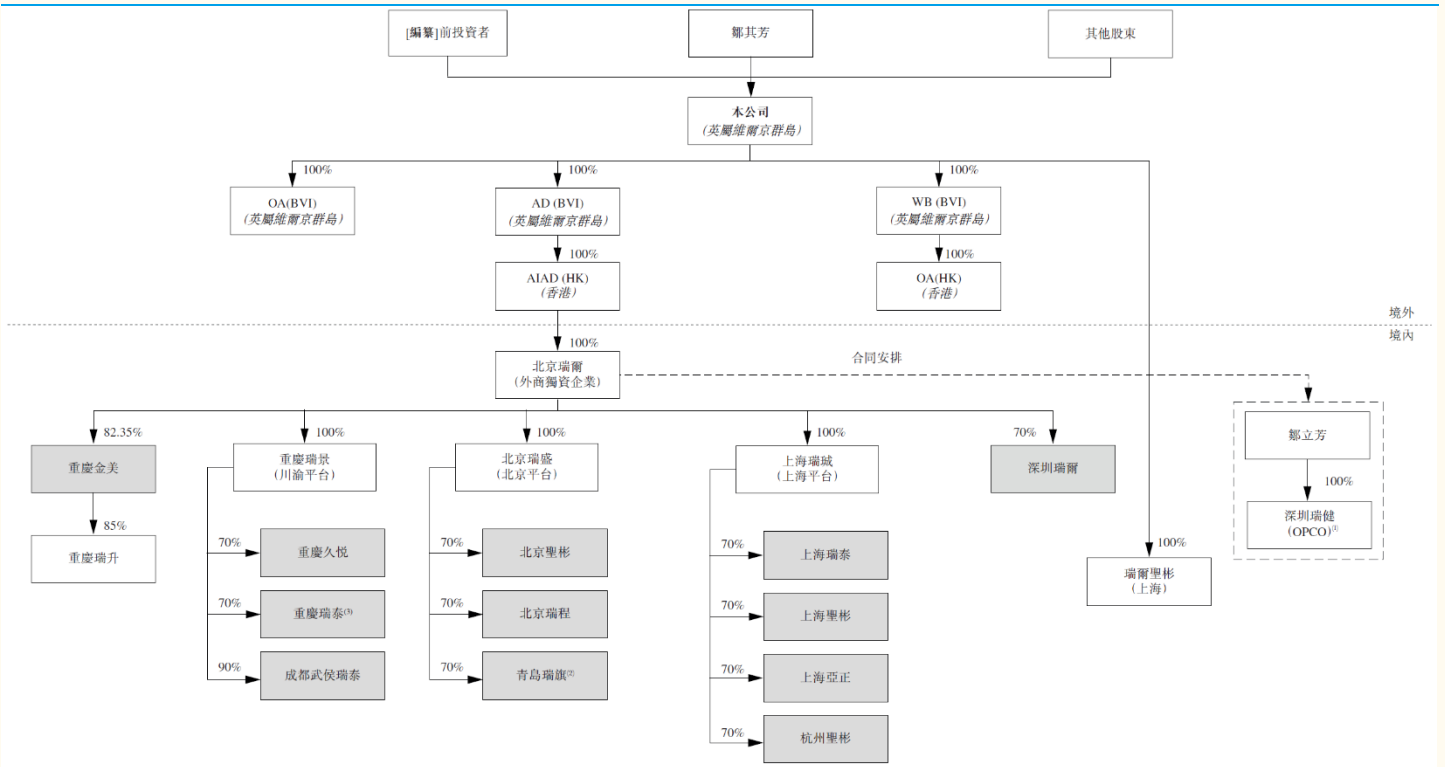 [編纂]前投資者
鄒其芳
其他股東
本公司
(英屬維爾京群島)
100%
100%
100%
OA(BVI)
(英屬維爾京群島)
AD (BVI)
(英屬維爾京群島)
WB (BVI)
(英屬維爾京群島)
100%
100%
AIAD (HK)
(香港)
OA(HK)
(香港)
境外
境內
100%
北京瑞爾
(外商獨資企業)
合同安排
82.35%
100%
100%
100%
70%
重慶金美
重慶瑞景
(川渝平台)
北京瑞盛
(北京平台)
上海瑞珹
(上海平台)
深圳瑞爾
鄒立芳
100%
深圳瑞健
(OPCO)[1]
85%
重慶瑞升
70%
重慶久悦
70%
重慶瑞泰(3)
90%
成都武侯瑞泰
70%
北京聖彬
70%
北京瑞程
70%
青島瑞旗(2)
70%
上海瑞泰
70%
上海聖彬
70%
上海亞正
70%
杭州聖彬
100%
瑞爾聖彬
(上海)